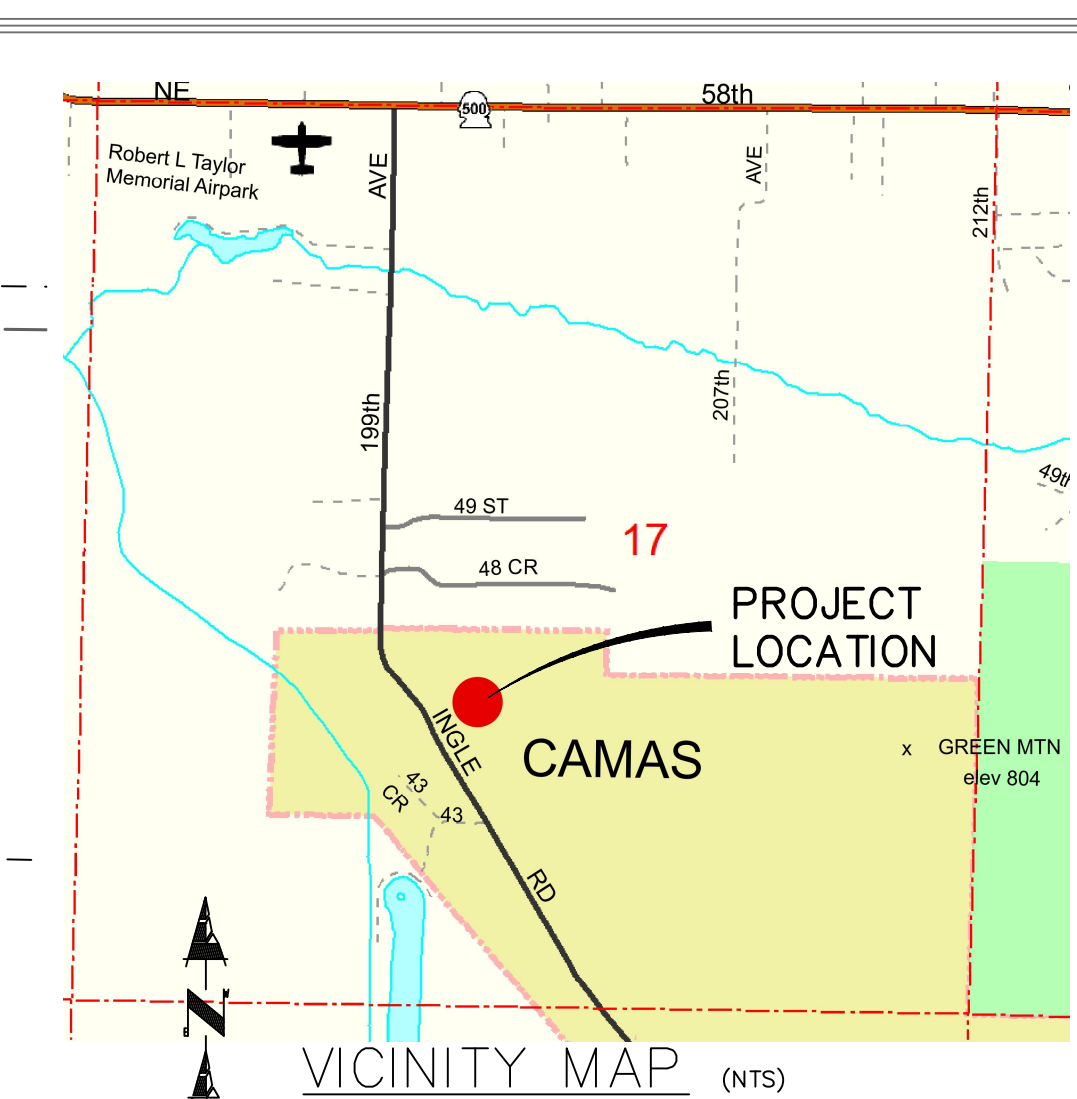 NE
500
58th
Robert L Taylor
Memorial Airpark
AVE
AVE
212th
207th
199th
49th
49 ST
17
48 CR
PROJECT
LOCATION
INGLE
CAMAS
x GREEN MTN
elev 804
43
CR
43
RD
N
W
E
VICINITY MAP (NTS)